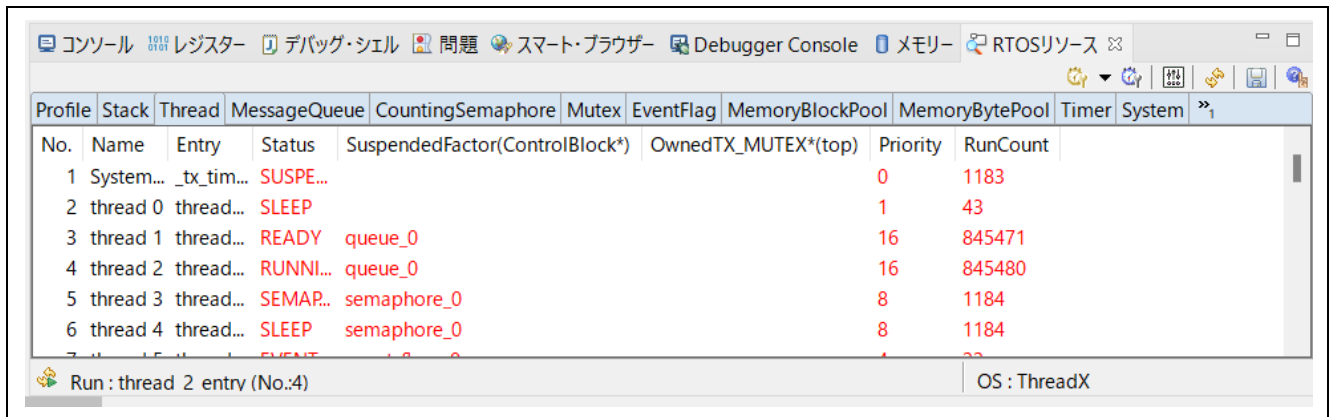 コンソール レジスター デバッグ・シェル 問題 スマート・ブラウザー Debugger Console メモリー RTOSリソース
Profile Stack Thread MessageQueue CountingSemaphore Mutex EventFlag MemoryBlockPool MemoryBytePool Timer System »1
No. Name Entry Status SuspendedFactor(ControlBlock*) OwnedTX_MUTEX*(top) Priority RunCount
1 System... _tx_tim... SUSPE... 0 1183
2 thread 0 thread... SLEEP 1 43
3 thread 1 thread... READY queue_0 16 845471
4 thread 2 thread... RUNNI... queue_0 16 845480
5 thread 3 thread... SEMAP... semaphore_0 8 1184
6 thread 4 thread... SLEEP semaphore_0 8 1184
Run : thread 2 entry (No.:4) OS : ThreadX